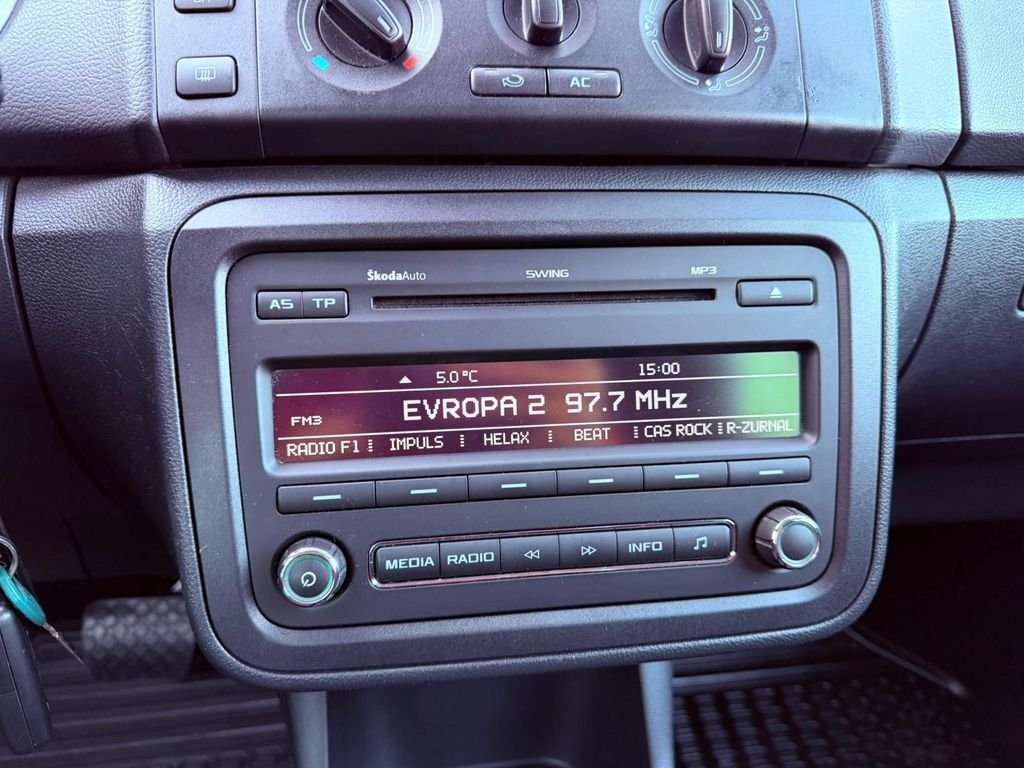 AC
ŠkodaAuto SWING MP3
AS TP
5.0 °C 15:00
EVROPA 2 97.7 MHz
FM3
RADIO F1 IMPULS HELAX BEAT CAS ROCK R-ZURNAL
MEDIA RADIO INFO